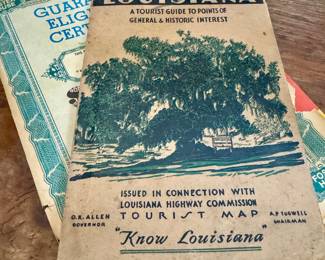 LOUISIANA
A TOURIST GUIDE TO POINTS OF
GENERAL & HISTORIC INTEREST
ISSUED IN CONNECTION WITH
LOUISIANA HIGHWAY COMMISSION
O.K. ALLEN
GOVERNOR
TOURIST MAP
A.P. TUGWELL
CHAIRMAN
"Know Louisiana"
GUAR
ELIG
CER
FO